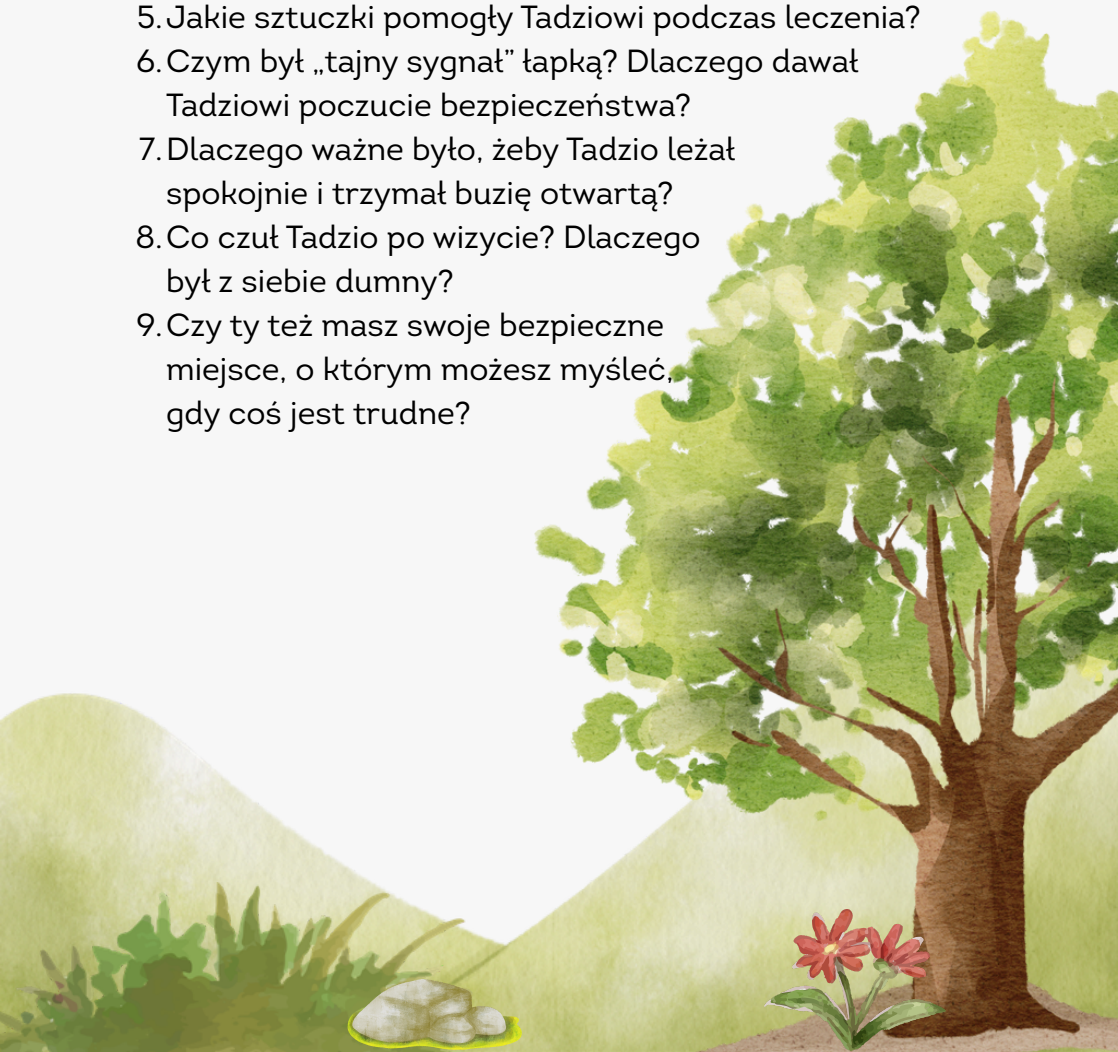 5. Jakie sztuczki pomogły Tadziowi podczas leczenia?
6. Czym był „tajny sygnał” łapką? Dlaczego dawał
Tadziowi poczucie bezpieczeństwa?
7. Dlaczego ważne było, żeby Tadzio leżał
spokojnie i trzymał buzię otwartą?
8. Co czuł Tadzio po wizycie? Dlaczego
był z siebie dumny?
9. Czy ty też masz swoje bezpieczne
miejsce, o którym możesz myśleć,
gdy coś jest trudne?